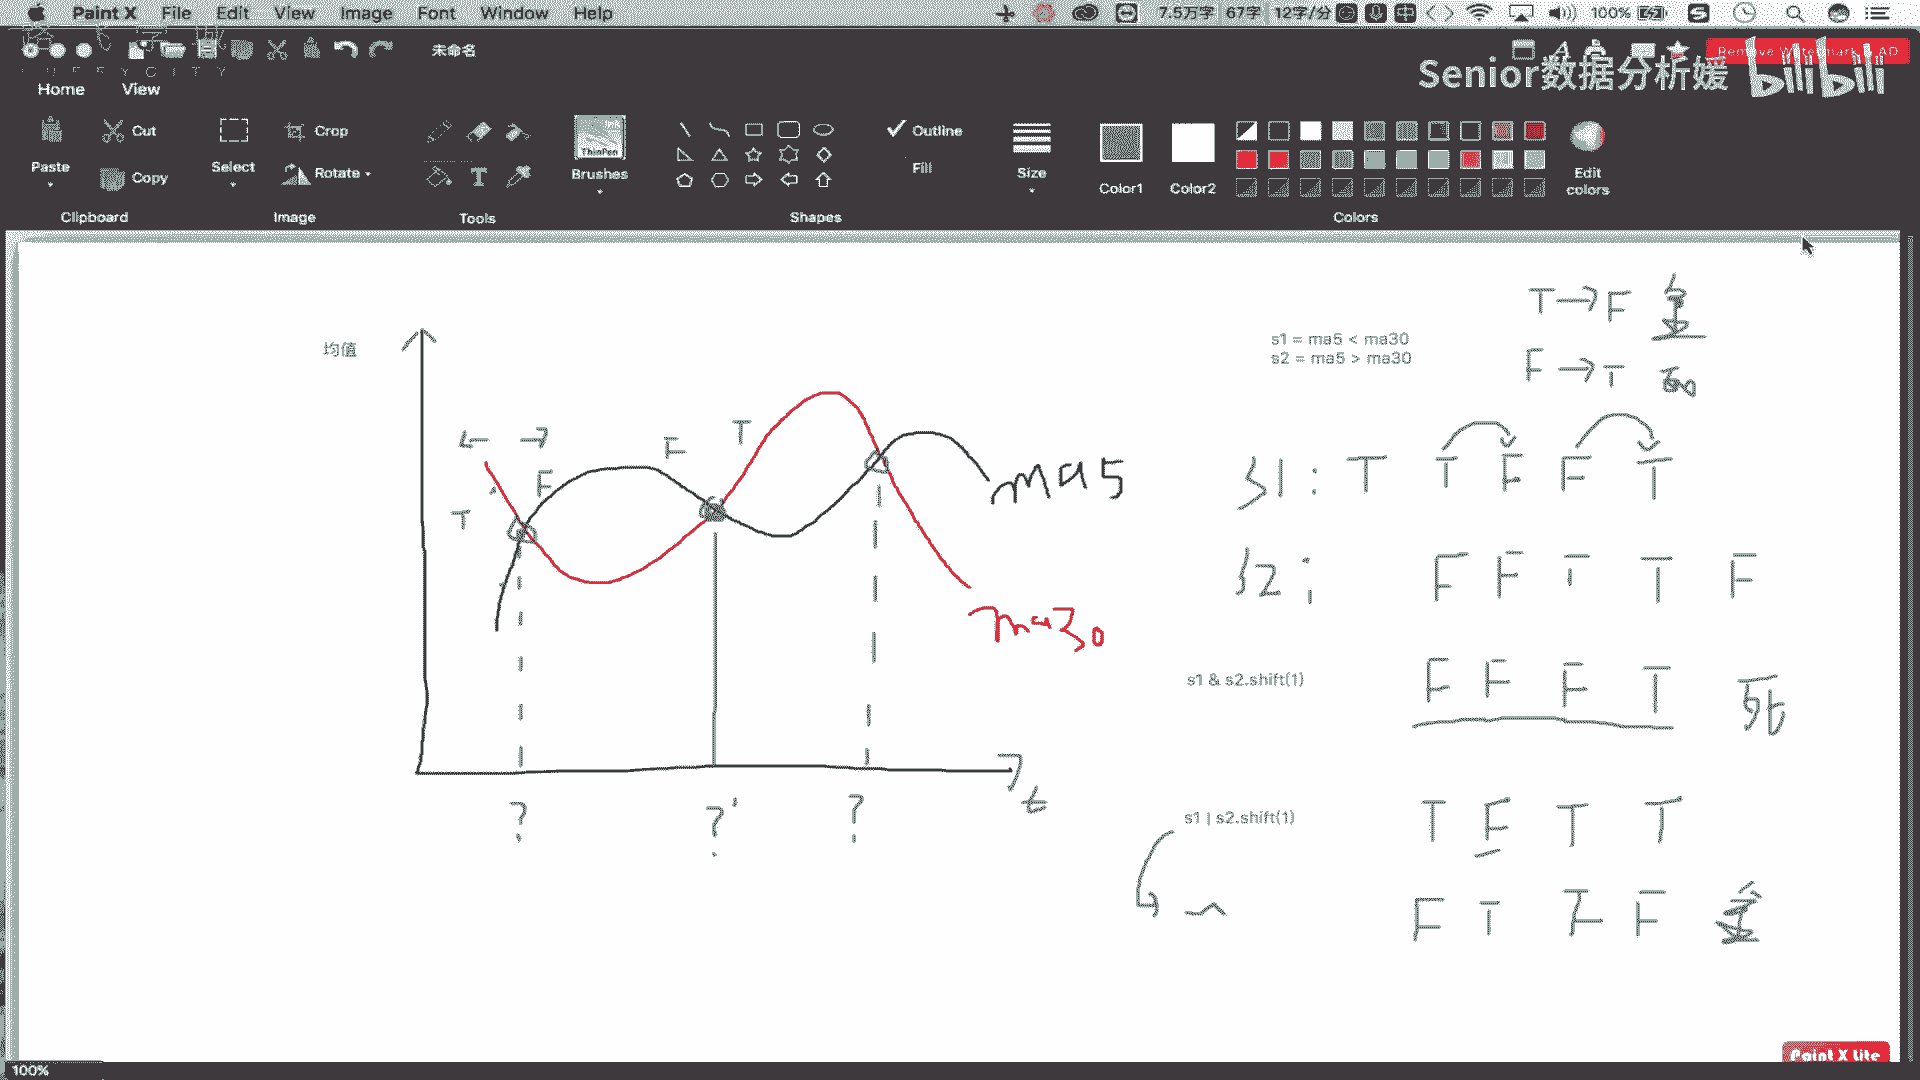 Paint X File Edit View Image Font Window Help 7.5万字 67字 12字/分 中 100% S
未命名
Remove Watermark & AD
Senior数据分析媛 bilibili
Home View
Paste Cut Copy Select Crop Rotate Brushes Outline Fill Size Color1 Color2 Edit colors
Ink
ThinPen
Clipboard Image Tools Shapes Colors
T→F 金
s1 = ma5 < ma30
s2 = ma5 > ma30
均值
F→T 死
T F F T
ma5
ma30
S1: T T F F T
S2: F F T T F
s1 & s2.shift(1) F F F T 死
? ?' ? t
s1 | s2.shift(1) T F T T
~ F T F F 金
Paint X Lite
100%